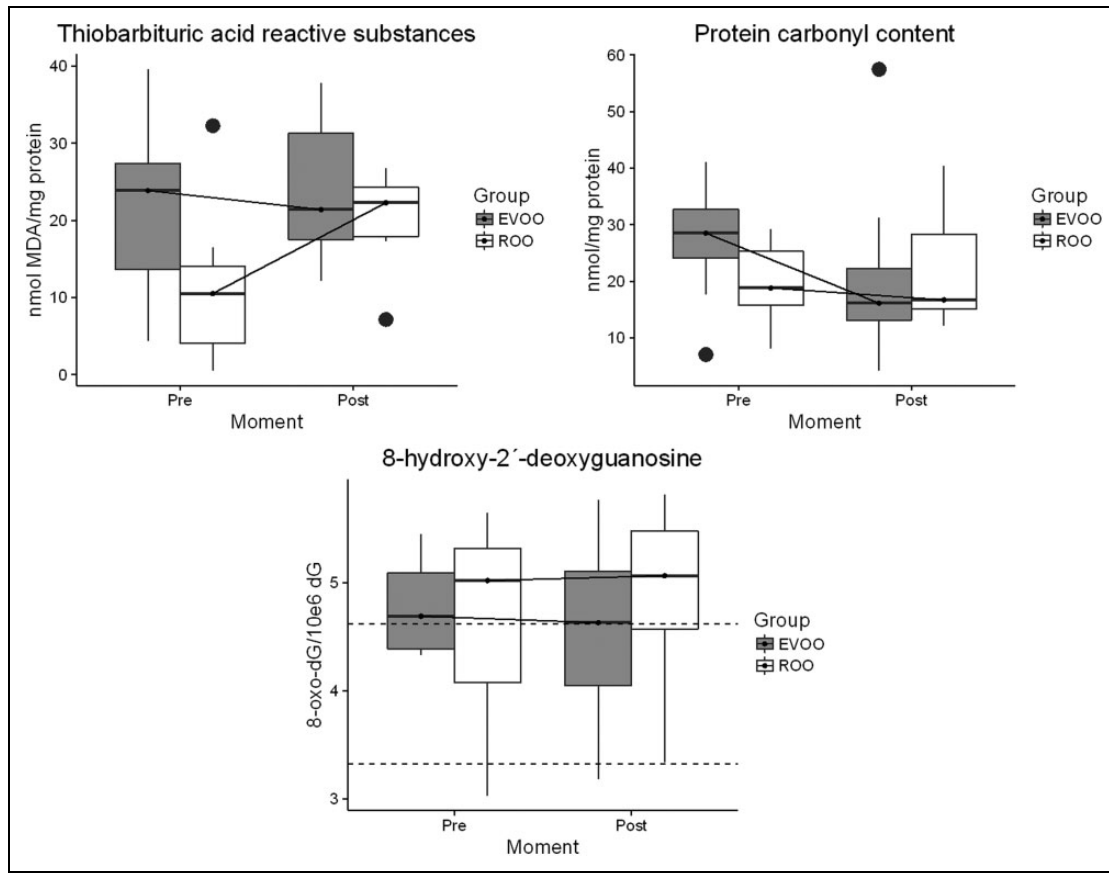 Thiobarbituric acid reactive substances
nmol MDA/mg protein
40
30
20
10
0
Pre
Post
Moment
Group
EVOO
ROO
Protein carbonyl content
nmol/mg protein
60
50
40
30
20
10
Pre
Post
Moment
Group
EVOO
ROO
8-hydroxy-2´-deoxyguanosine
8-oxo-dG/10e6 dG
5
4
3
Pre
Post
Moment
Group
EVOO
ROO